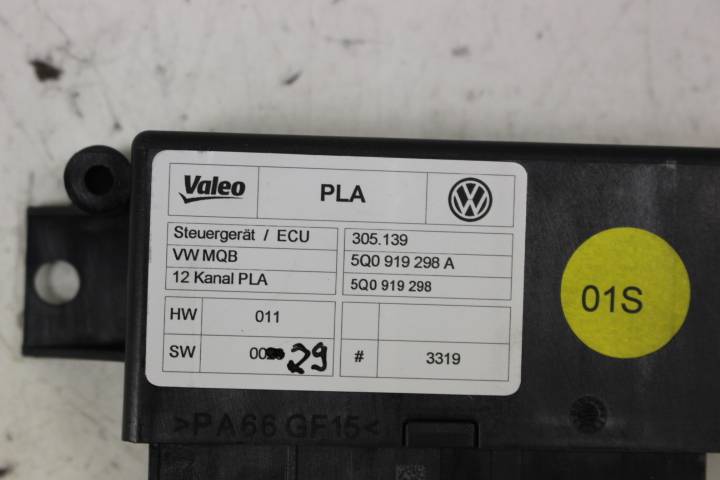 Valeo PLA
Steuergerät / ECU 305.139
VW MQB 5Q0 919 298 A
12 Kanal PLA 5Q0 919 298
HW 011
SW 00 29 # 3319
01S
>PA66 GF15<